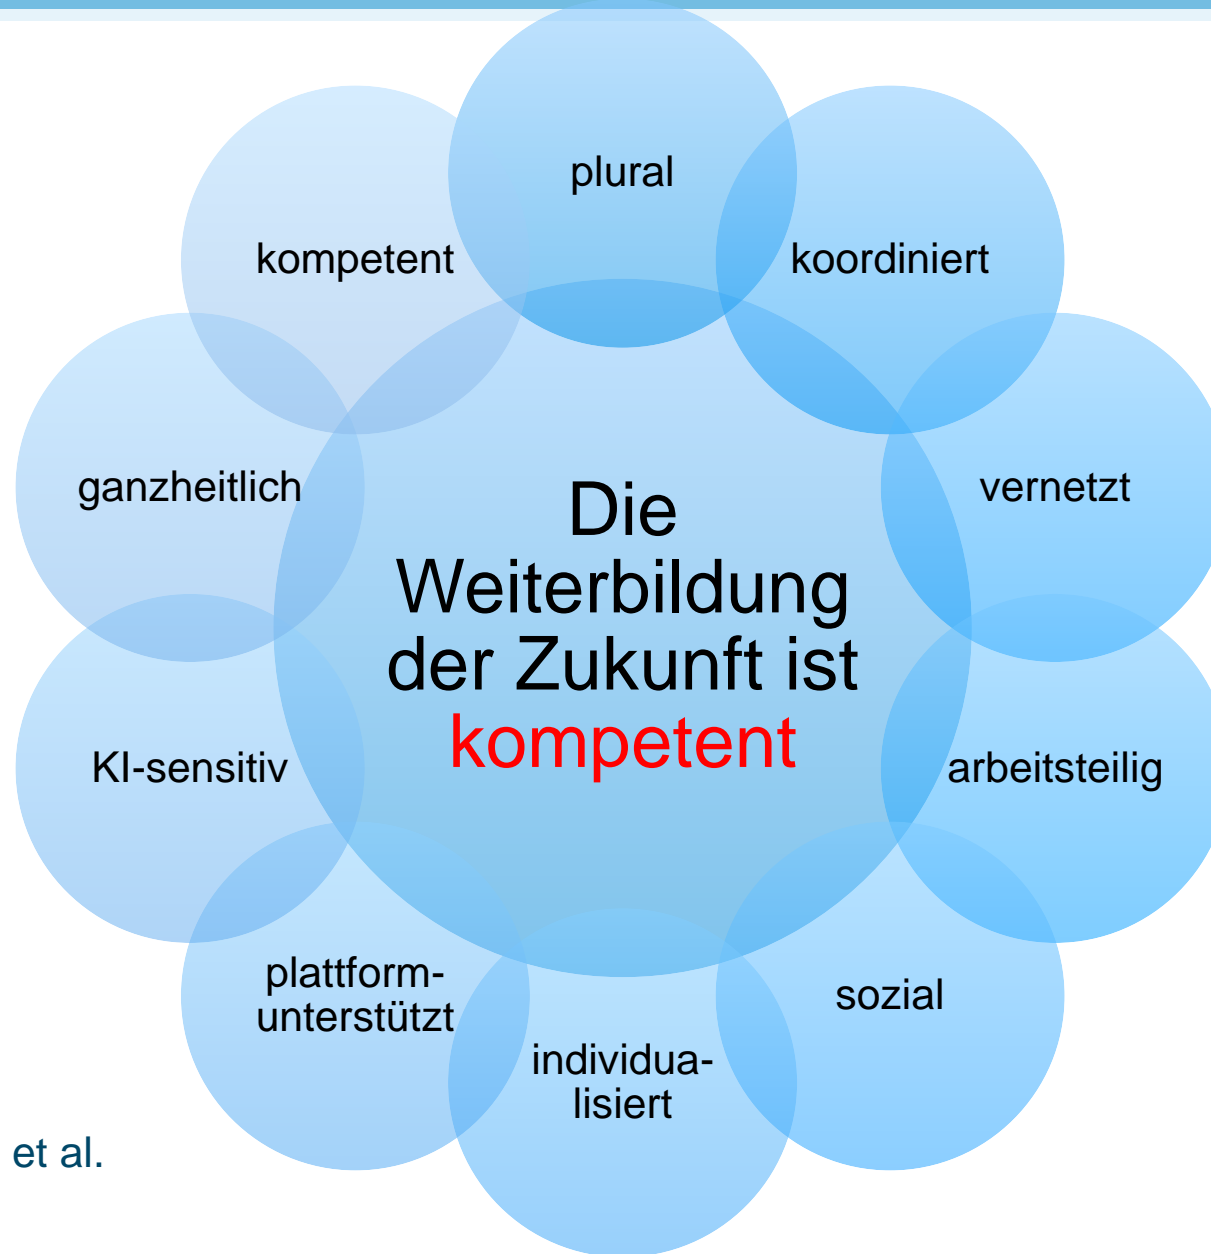 plural
kompetent
koordiniert
ganzheitlich
vernetzt
Die
Weiterbildung
der Zukunft ist
kompetent
KI-sensitiv
arbeitsteilig
plattform-
unterstützt
sozial
individua-
lisiert
et al.